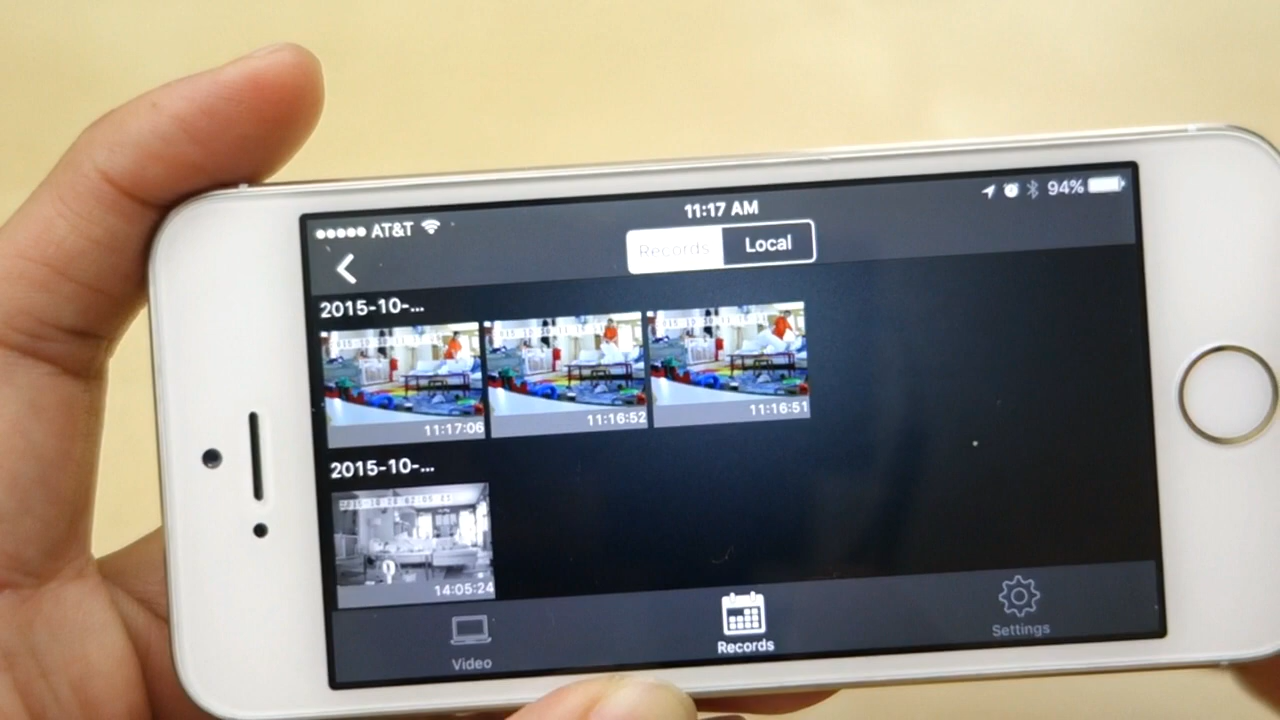 ●●●●● AT&T 11:17 AM 94%
Records Local
2015-10-...
11:17:06 11:16:52 11:16:51
2015-10-...
14:05:24
Video Records Settings